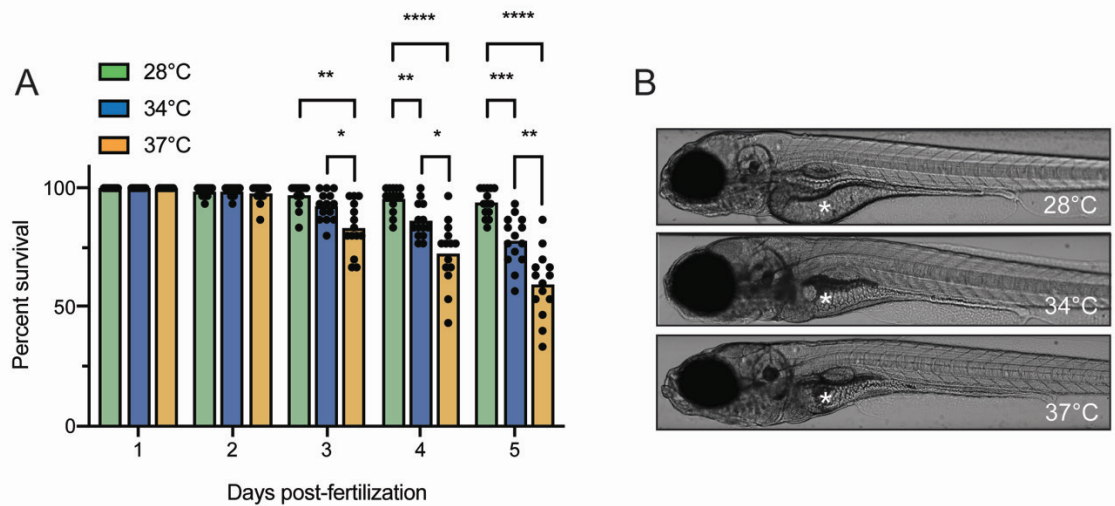 A
28°C
34°C
37°C
**** ****
** ** ***
* * **
Percent survival
100
50
0
1 2 3 4 5
Days post-fertilization
B
*
28°C
*
34°C
*
37°C